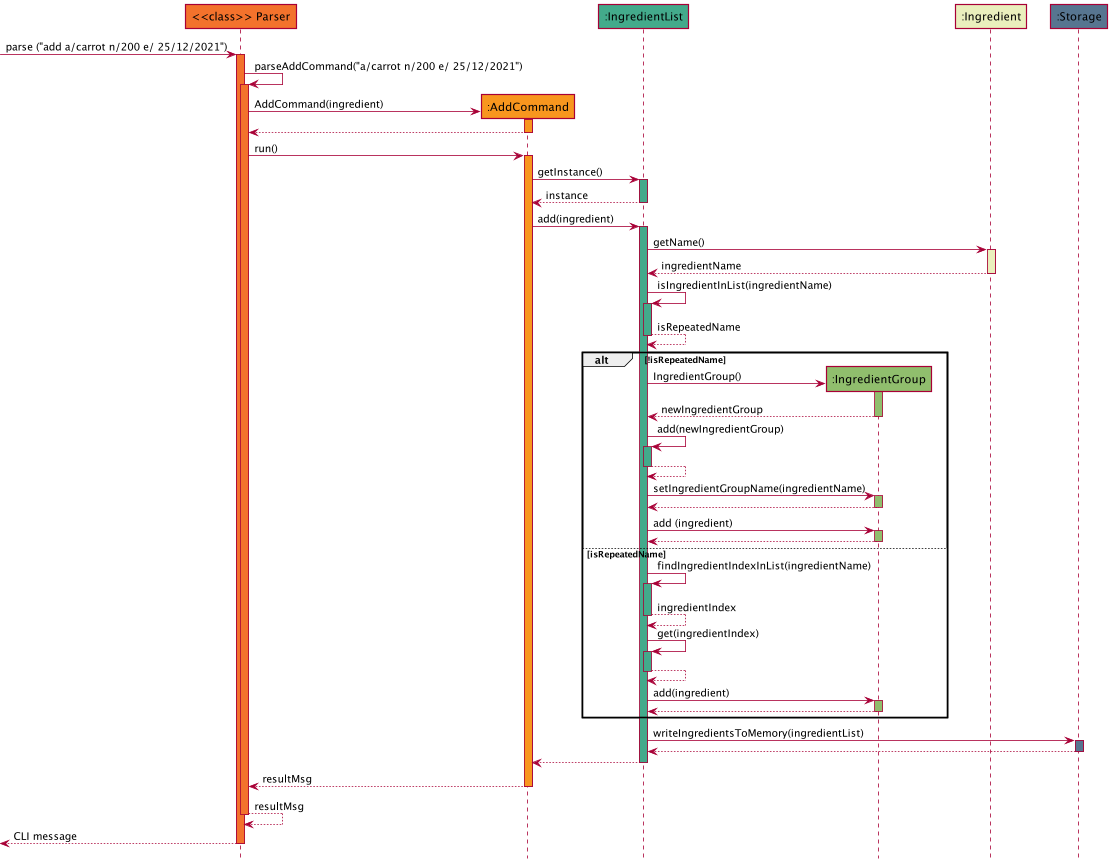 <<class>> Parser
:IngredientList
:Ingredient
:Storage
parse ("add a/carrot n/200 e/ 25/12/2021")
parseAddCommand("a/carrot n/200 e/ 25/12/2021")
AddCommand(ingredient)
:AddCommand
run()
getInstance()
instance
add(ingredient)
getName()
ingredientName
isIngredientInList(ingredientName)
isRepeatedName
alt
[!isRepeatedName]
IngredientGroup()
:IngredientGroup
newIngredientGroup
add(newIngredientGroup)
setIngredientGroupName(ingredientName)
add (ingredient)
[isRepeatedName]
findIngredientIndexInList(ingredientName)
ingredientIndex
get(ingredientIndex)
add(ingredient)
writeIngredientsToMemory(ingredientList)
resultMsg
resultMsg
CLI message